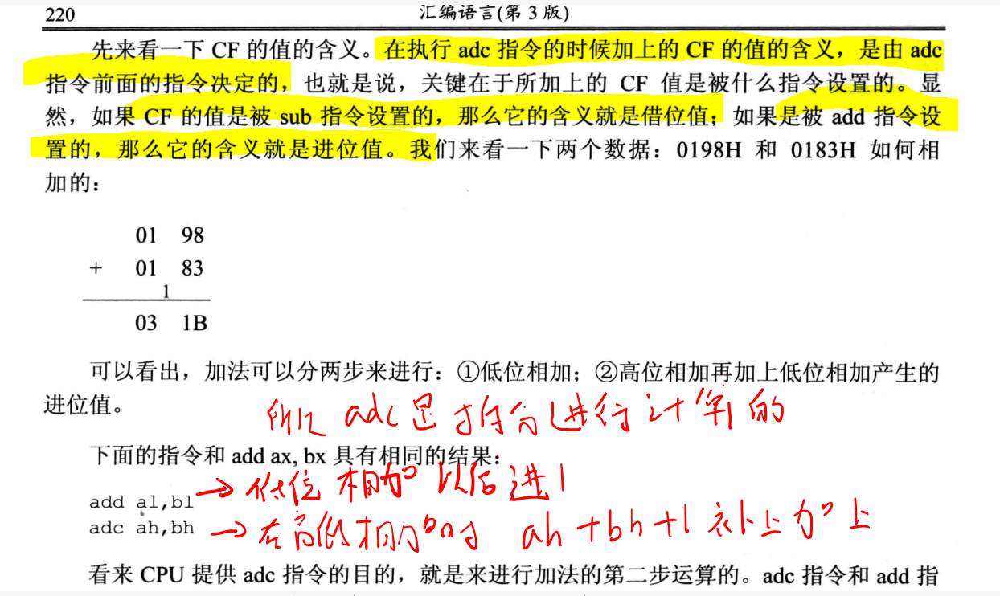 220
汇编语言(第 3 版)
先来看一下 CF 的值的含义。在执行 adc 指令的时候加上的 CF 的值的含义，是由 adc
指令前面的指令决定的，也就是说，关键在于所加上的 CF 值是被什么指令设置的。显
然，如果 CF 的值是被 sub 指令设置的，那么它的含义就是借位值；如果是被 add 指令设
置的，那么它的含义就是进位值。我们来看一下两个数据：0198H 和 0183H 如何相
加的：
01 98
+ 01 83
1
03 1B
可以看出，加法可以分两步来进行：①低位相加；②高位相加再加上低位相加产生的
进位值。
所以 adc 是拆分进行计算的
下面的指令和 add ax, bx 具有相同的结果：
add al,bl → 低位相加以后进1
adc ah,bh → 在高低相加的时 ah+bh+1 补上加上
看来 CPU 提供 adc 指令的目的，就是来进行加法的第二步运算的。adc 指令和 add 指